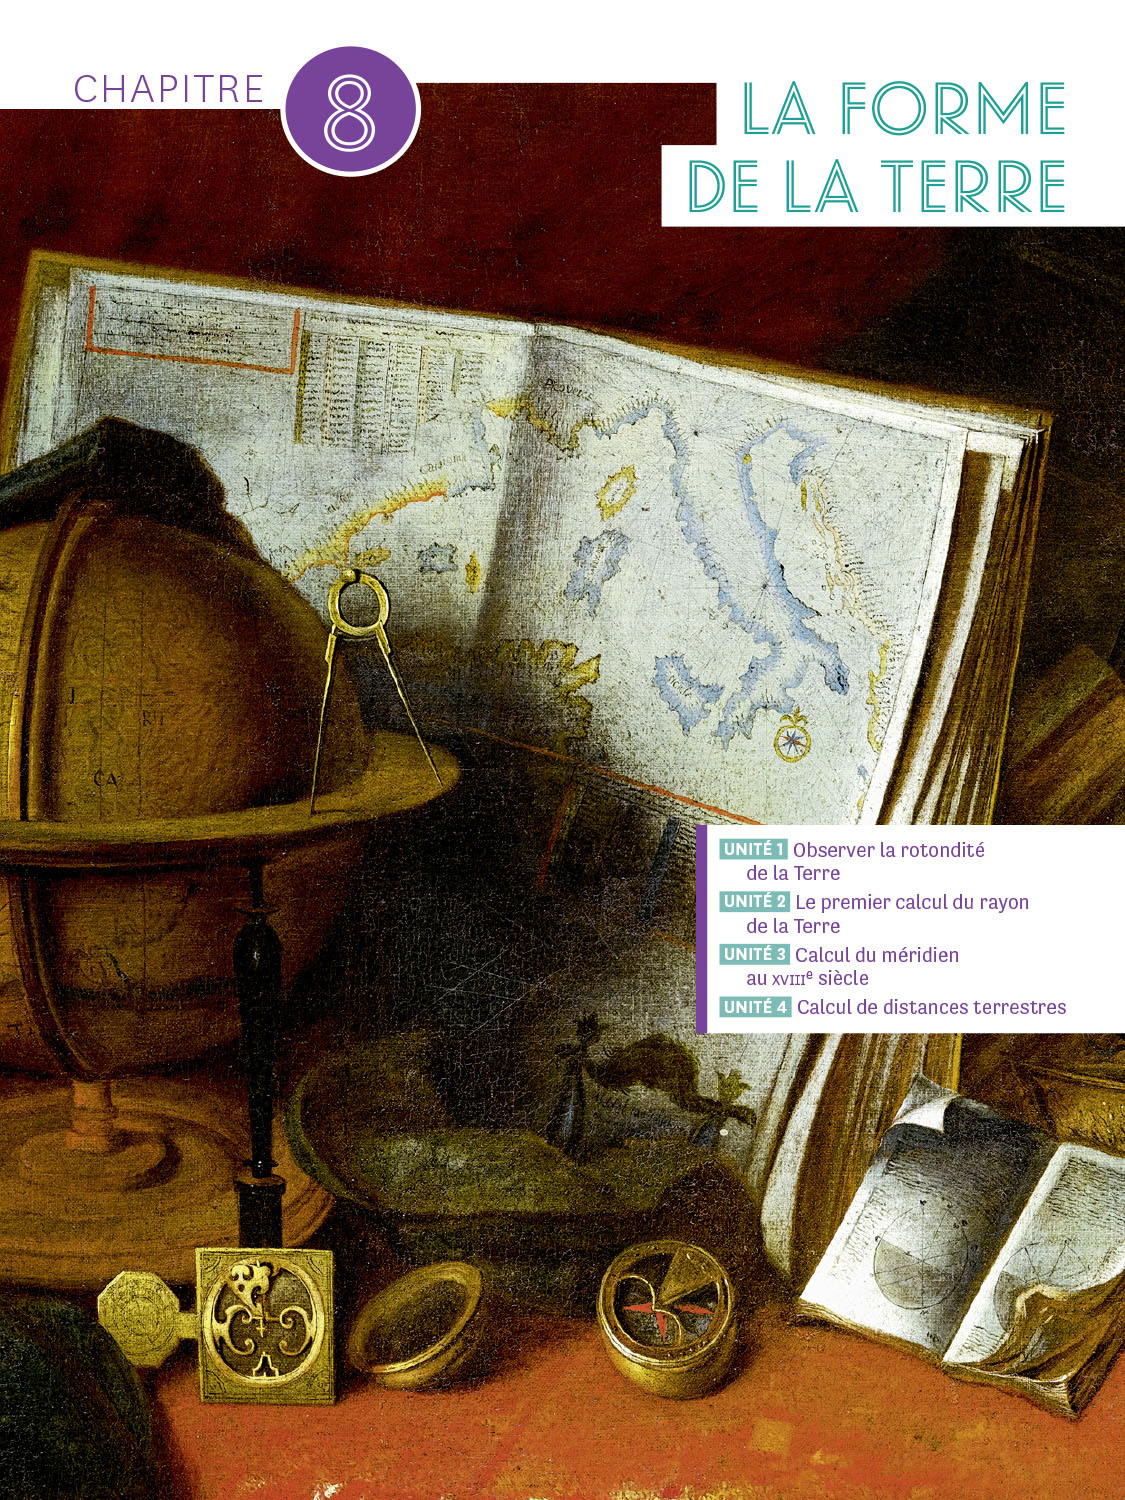 CHAPITRE 8
LA FORME
DE LA TERRE
UNITÉ 1 Observer la rotondité
de la Terre
UNITÉ 2 Le premier calcul du rayon
de la Terre
UNITÉ 3 Calcul du méridien
au XVIIIe siècle
UNITÉ 4 Calcul de distances terrestres